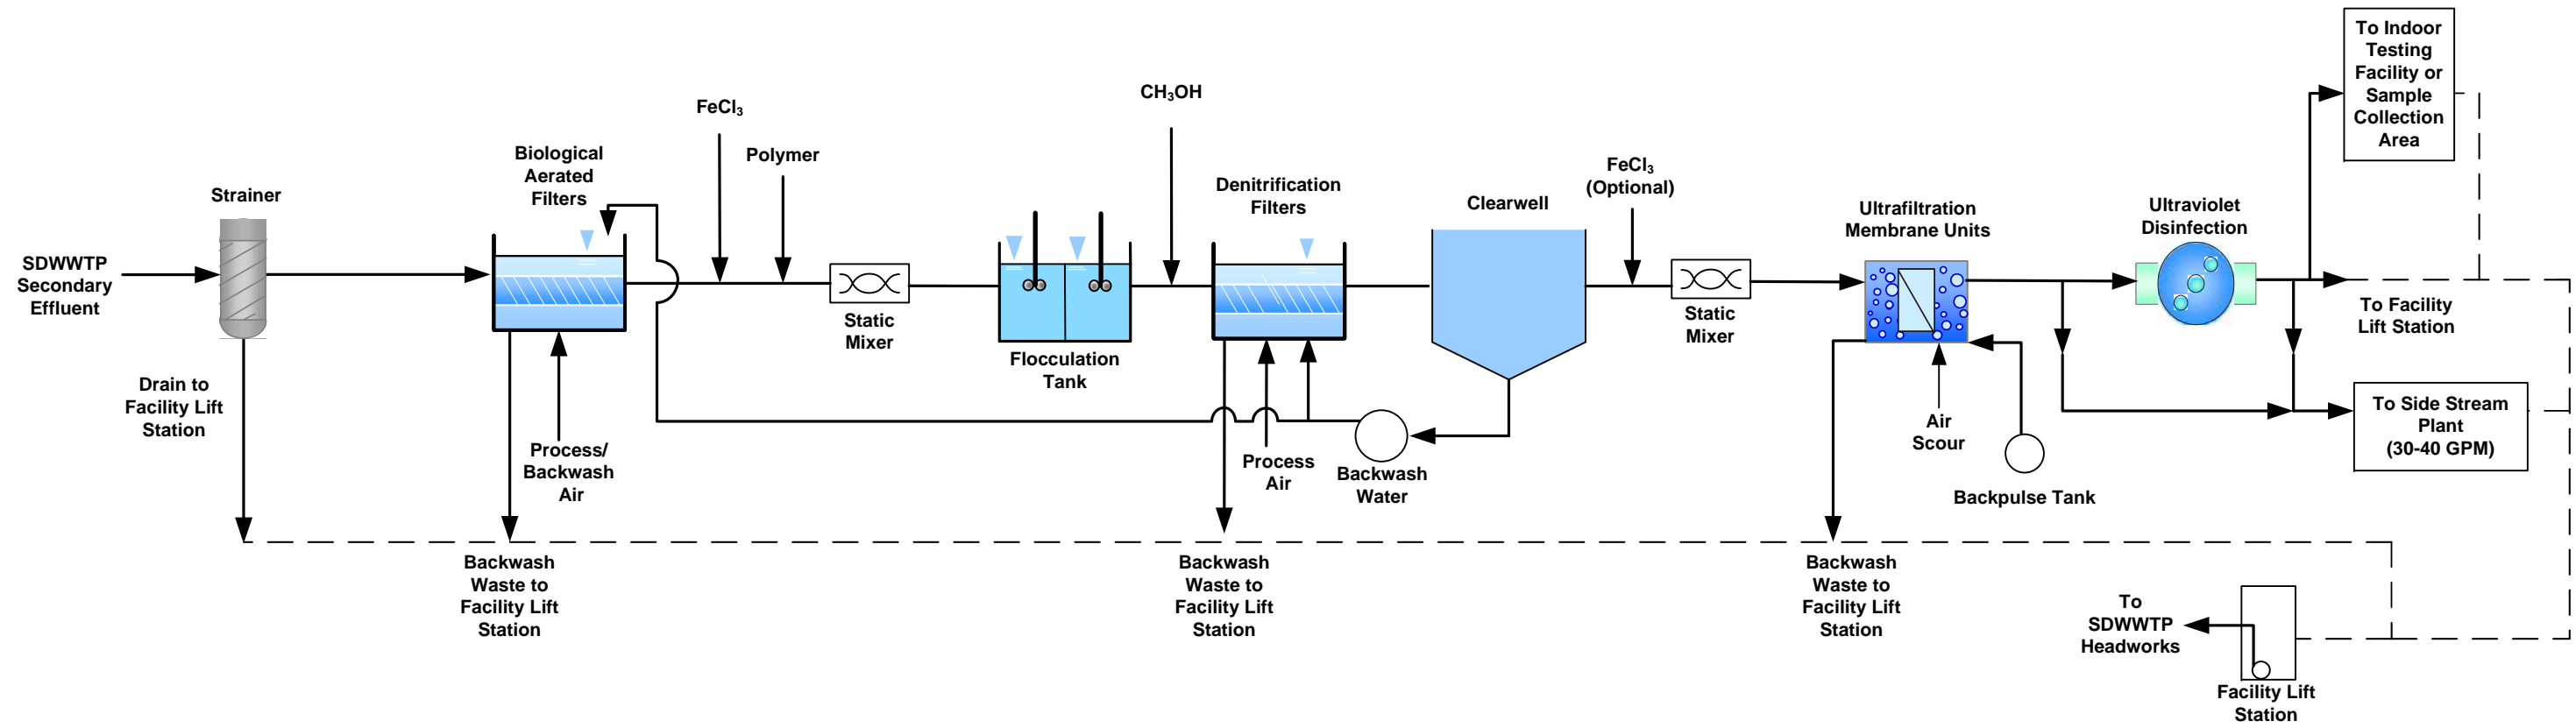 SDWWTP
Secondary
Effluent
Strainer
Drain to
Facility Lift
Station
Biological
Aerated
Filters
Process/
Backwash
Air
Backwash
Waste to
Facility Lift
Station
FeCl₃
Polymer
Static
Mixer
Flocculation
Tank
CH₃OH
Denitrification
Filters
Process
Air
Backwash
Waste to
Facility Lift
Station
Clearwell
Backwash
Water
FeCl₃
(Optional)
Static
Mixer
Ultrafiltration
Membrane Units
Air
Scour
Backpulse Tank
Backwash
Waste to
Facility Lift
Station
Ultraviolet
Disinfection
To Indoor
Testing
Facility or
Sample
Collection
Area
To Facility
Lift Station
To Side Stream
Plant
(30-40 GPM)
To
SDWWTP
Headworks
Facility Lift
Station